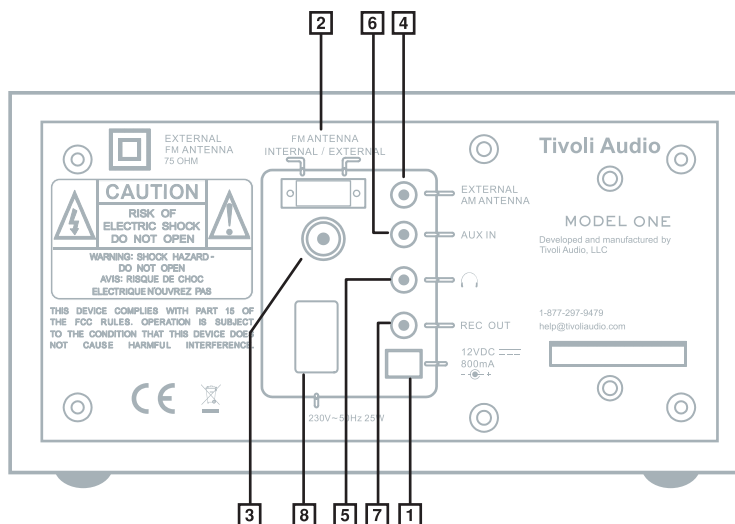 2
6
4
EXTERNAL
FM ANTENNA
75 OHM
FM ANTENNA
INTERNAL / EXTERNAL
CAUTION
RISK OF
ELECTRIC SHOCK
DO NOT OPEN
WARNING: SHOCK HAZARD -
DO NOT OPEN
AVIS: RISQUE DE CHOC
ELECTRIQUE N'OUVREZ PAS
THIS DEVICE COMPLIES WITH PART 15 OF
THE FCC RULES. OPERATION IS SUBJECT
TO THE CONDITION THAT THIS DEVICE DOES
NOT CAUSE HARMFUL INTERFERENCE.
CE
EXTERNAL
AM ANTENNA
AUX IN
REC OUT
12VDC
800mA
- +
230V~50Hz 25W
Tivoli Audio
MODEL ONE
Developed and manufactured by
Tivoli Audio, LLC
1-877-297-9479
help@tivoliaudio.com
3
8
5
7
1